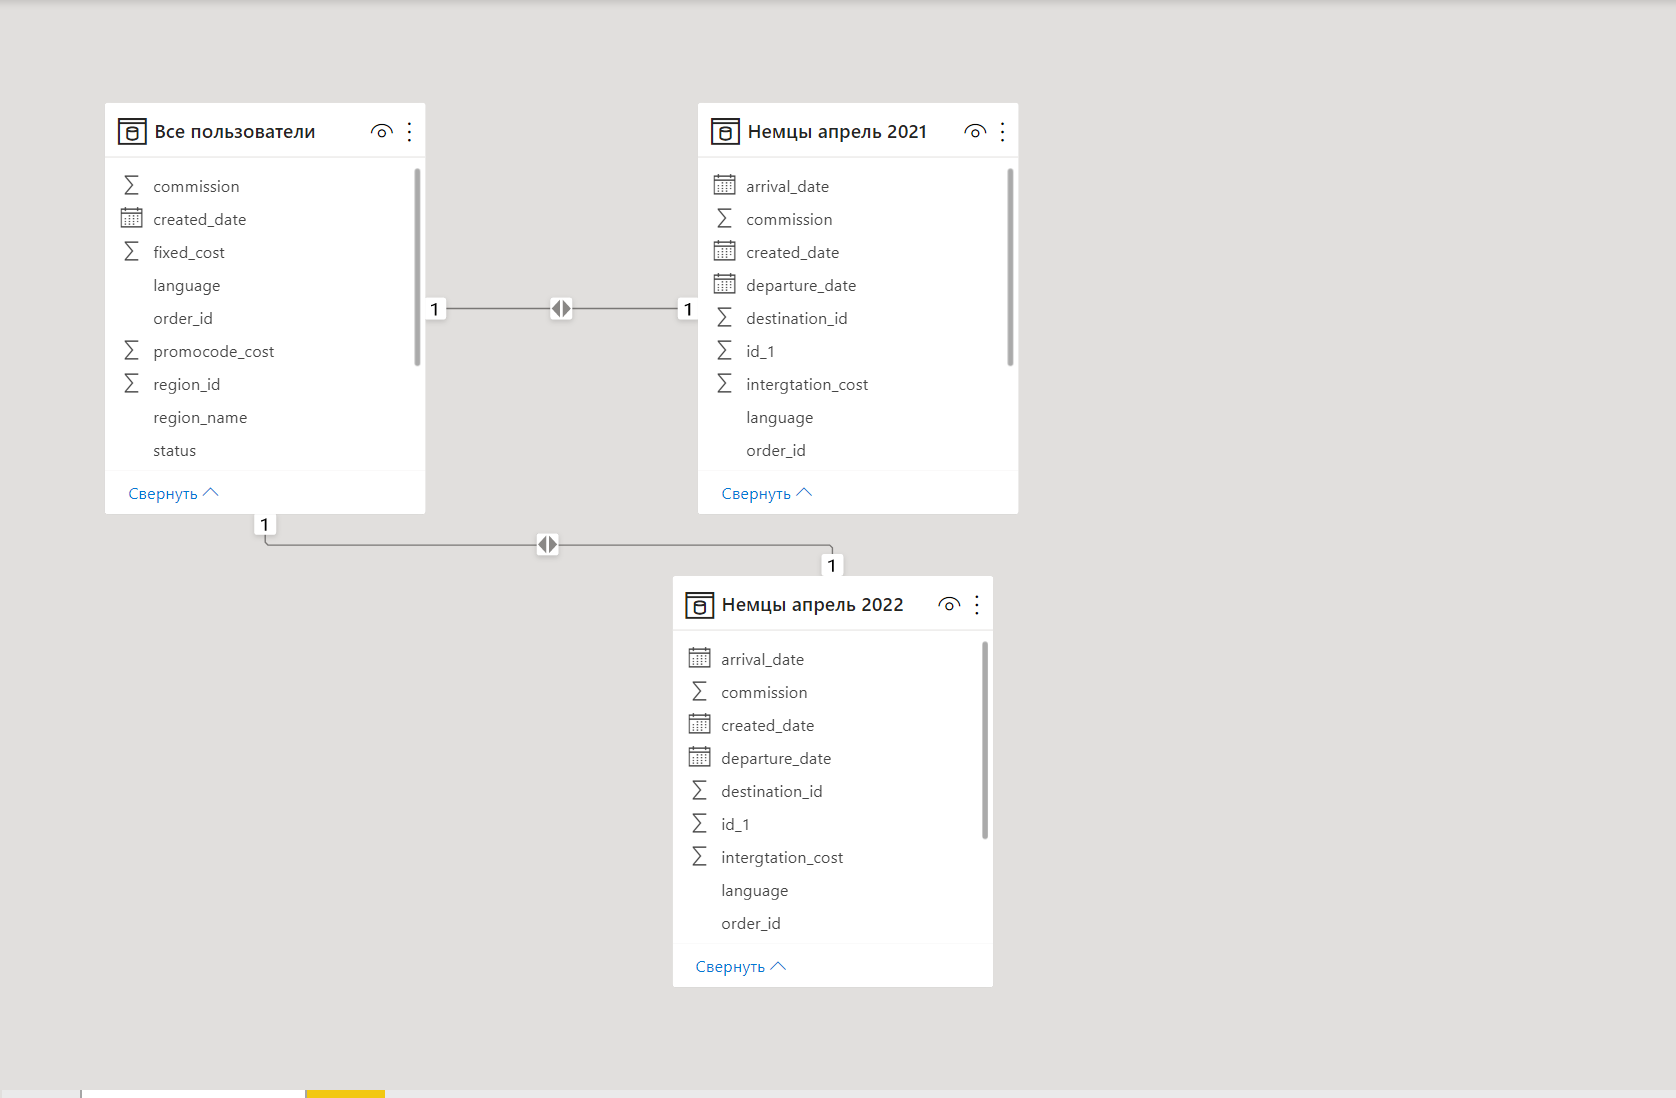 Все пользователи
commission
created_date
fixed_cost
language
order_id
promocode_cost
region_id
region_name
status
Свернуть
1
1
Немцы апрель 2021
arrival_date
commission
created_date
departure_date
destination_id
id_1
intergtation_cost
language
order_id
Свернуть
1
1
Немцы апрель 2022
arrival_date
commission
created_date
departure_date
destination_id
id_1
intergtation_cost
language
order_id
Свернуть